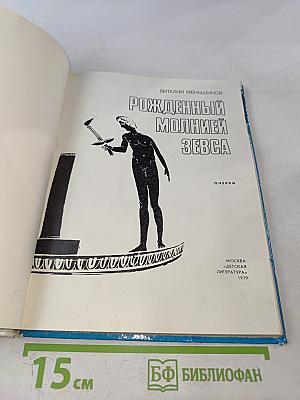 ВИТАЛИЙ МЕНЬШИКОВ
РОЖДЕННЫЙ
МОЛНИЕЙ
ЗЕВСА
ОЧЕРКИ
МОСКВА
«ДЕТСКАЯ
ЛИТЕРАТУРА»
1979
15 см
БФ БИБЛИОФАН